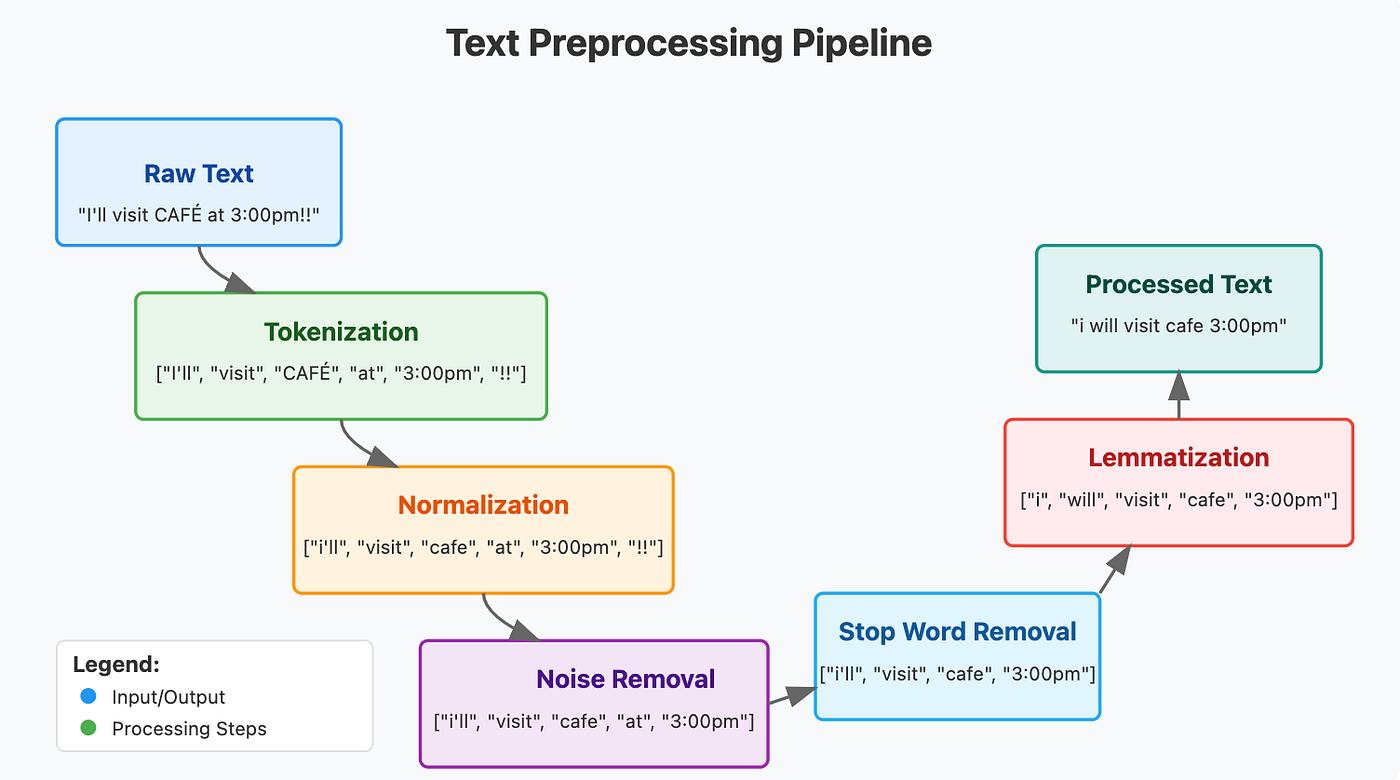 Text Preprocessing Pipeline
Raw Text
"I'll visit CAFÉ at 3:00pm!!"
Tokenization
["I'll", "visit", "CAFÉ", "at", "3:00pm", "!!"]
Normalization
["i'll", "visit", "cafe", "at", "3:00pm", "!!"]
Noise Removal
["i'll", "visit", "cafe", "at", "3:00pm"]
Stop Word Removal
["i'll", "visit", "cafe", "3:00pm"]
Lemmatization
["i", "will", "visit", "cafe", "3:00pm"]
Processed Text
"i will visit cafe 3:00pm"
Legend:
Input/Output
Processing Steps